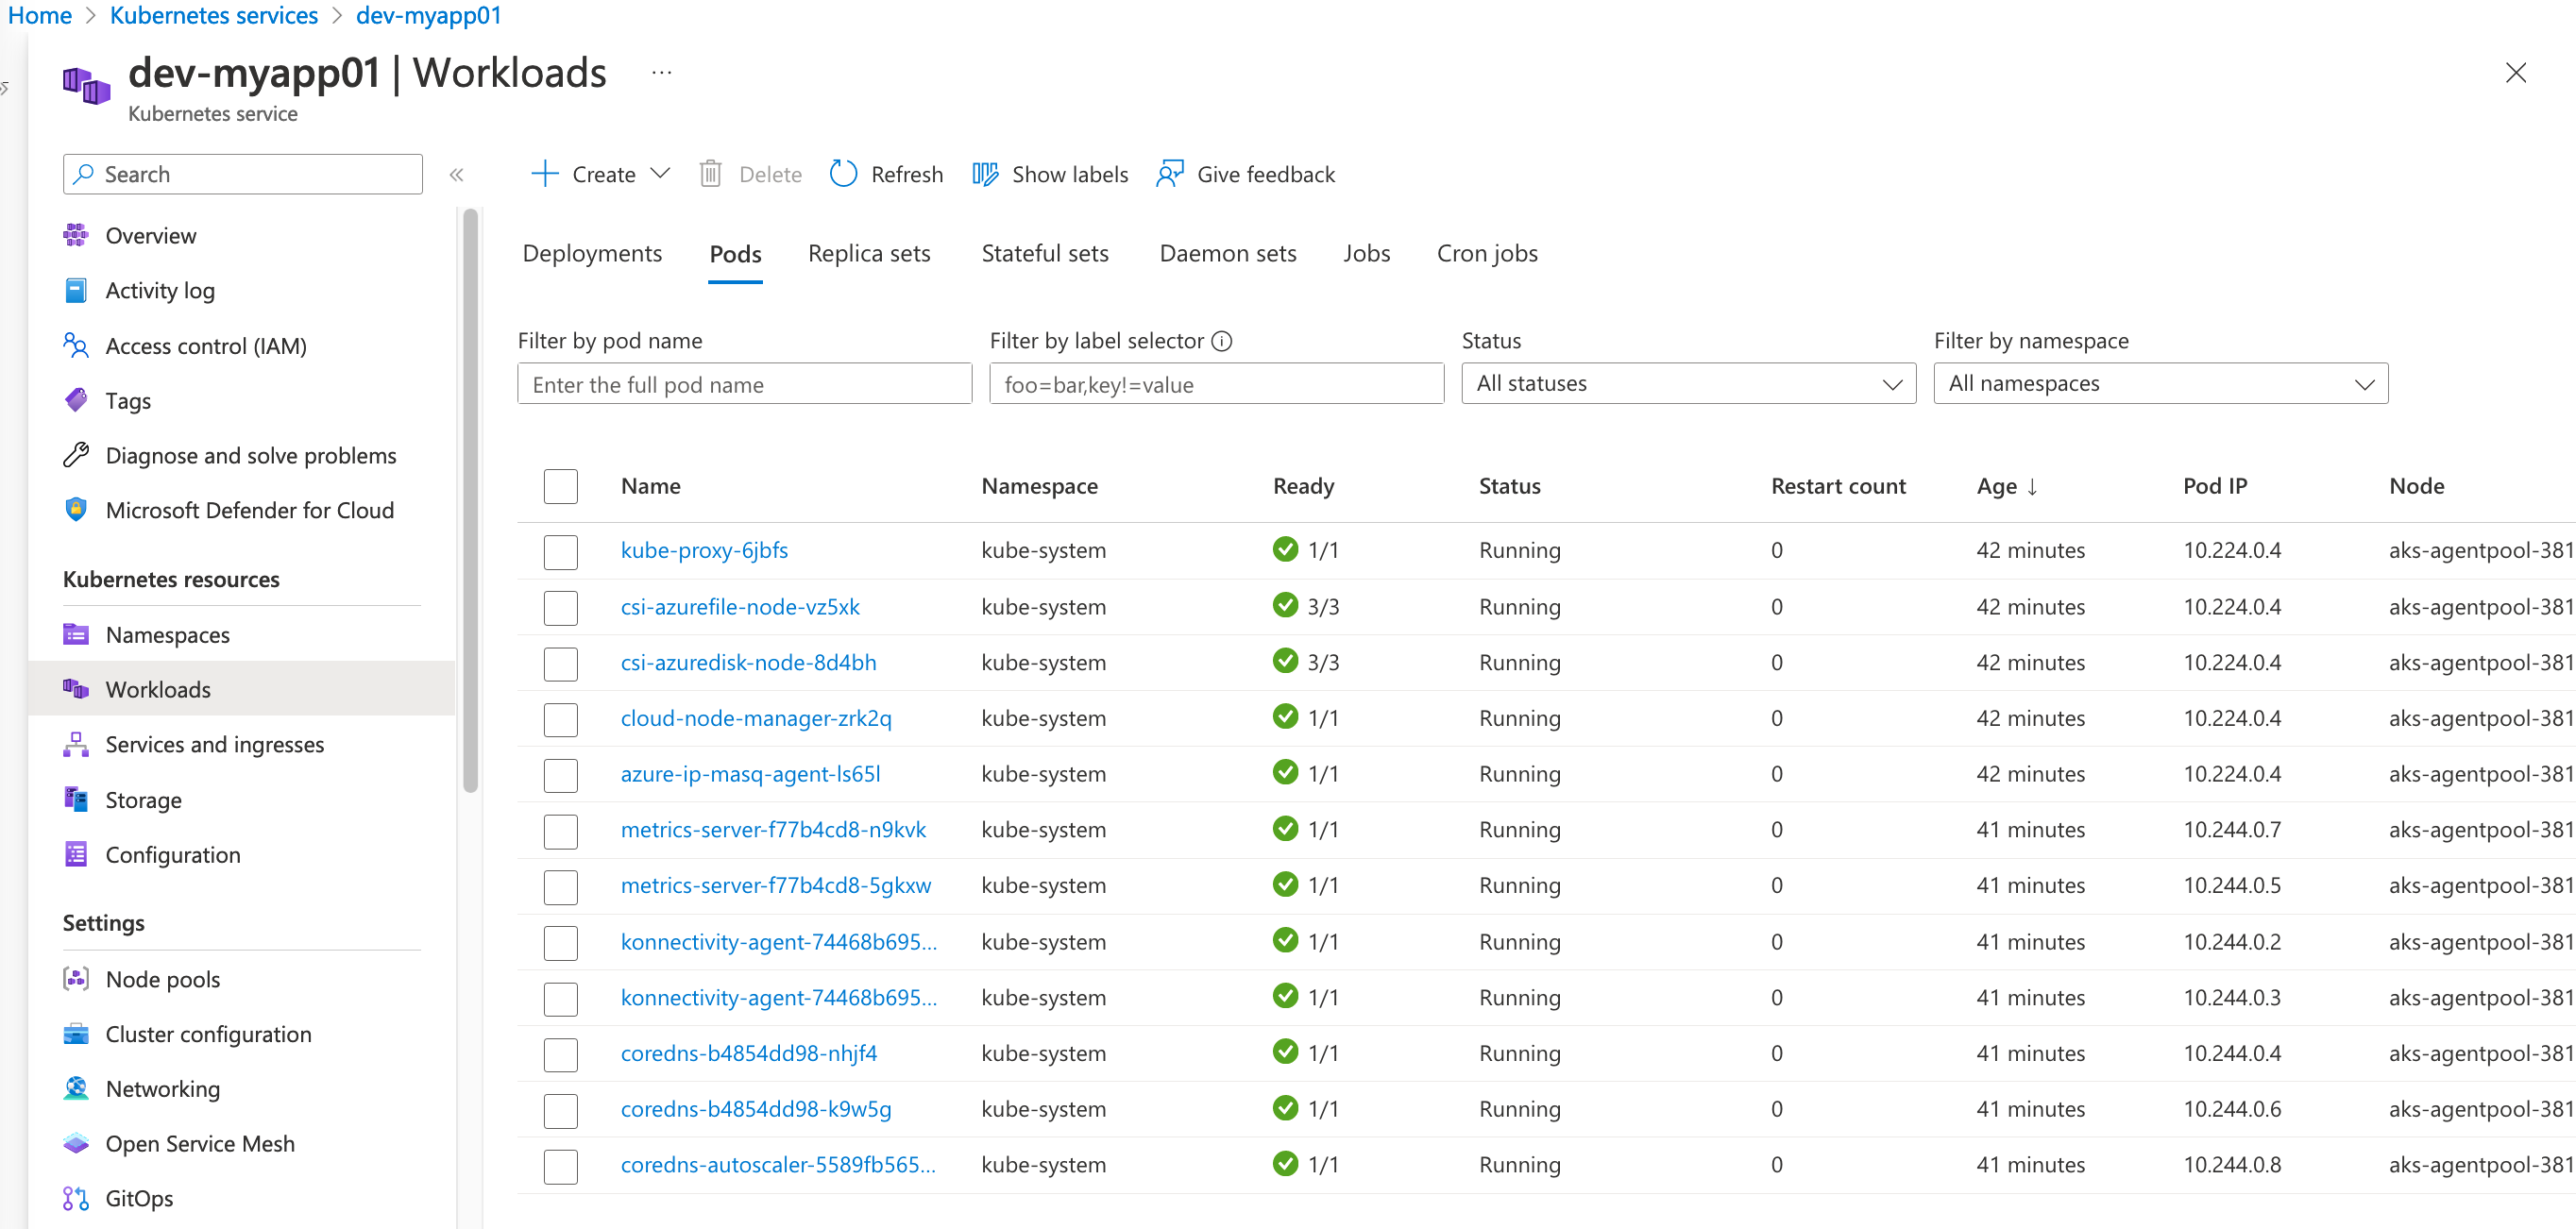 Home > Kubernetes services > dev-myapp01
dev-myapp01 | Workloads ...
Kubernetes service
Search
Overview
Activity log
Access control (IAM)
Tags
Diagnose and solve problems
Microsoft Defender for Cloud
Kubernetes resources
Namespaces
Workloads
Services and ingresses
Storage
Configuration
Settings
Node pools
Cluster configuration
Networking
Open Service Mesh
GitOps
Create Delete Refresh Show labels Give feedback
Deployments Pods Replica sets Stateful sets Daemon sets Jobs Cron jobs
Filter by pod name Filter by label selector Status Filter by namespace
Enter the full pod name foo=bar,key!=value All statuses All namespaces
Name Namespace Ready Status Restart count Age ↓ Pod IP Node
kube-proxy-6jbfs kube-system 1/1 Running 0 42 minutes 10.224.0.4 aks-agentpool-381
csi-azurefile-node-vz5xk kube-system 3/3 Running 0 42 minutes 10.224.0.4 aks-agentpool-381
csi-azuredisk-node-8d4bh kube-system 3/3 Running 0 42 minutes 10.224.0.4 aks-agentpool-381
cloud-node-manager-zrk2q kube-system 1/1 Running 0 42 minutes 10.224.0.4 aks-agentpool-381
azure-ip-masq-agent-ls65l kube-system 1/1 Running 0 42 minutes 10.224.0.4 aks-agentpool-381
metrics-server-f77b4cd8-n9kvk kube-system 1/1 Running 0 41 minutes 10.244.0.7 aks-agentpool-381
metrics-server-f77b4cd8-5gkxw kube-system 1/1 Running 0 41 minutes 10.244.0.5 aks-agentpool-381
konnectivity-agent-74468b695... kube-system 1/1 Running 0 41 minutes 10.244.0.2 aks-agentpool-381
konnectivity-agent-74468b695... kube-system 1/1 Running 0 41 minutes 10.244.0.3 aks-agentpool-381
coredns-b4854dd98-nhjf4 kube-system 1/1 Running 0 41 minutes 10.244.0.4 aks-agentpool-381
coredns-b4854dd98-k9w5g kube-system 1/1 Running 0 41 minutes 10.244.0.6 aks-agentpool-381
coredns-autoscaler-5589fb565... kube-system 1/1 Running 0 41 minutes 10.244.0.8 aks-agentpool-381